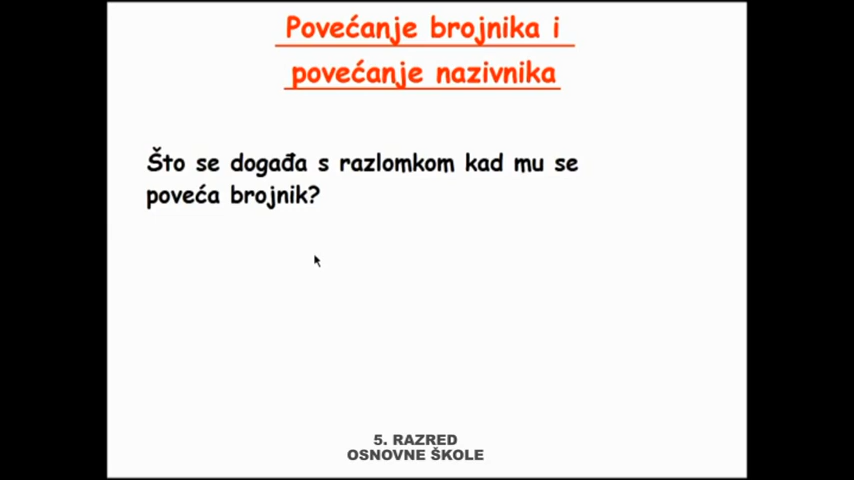 Povećanje brojnika i
povećanje nazivnika
Što se događa s razlomkom kad mu se
poveća brojnik?
5. RAZRED
OSNOVNE ŠKOLE